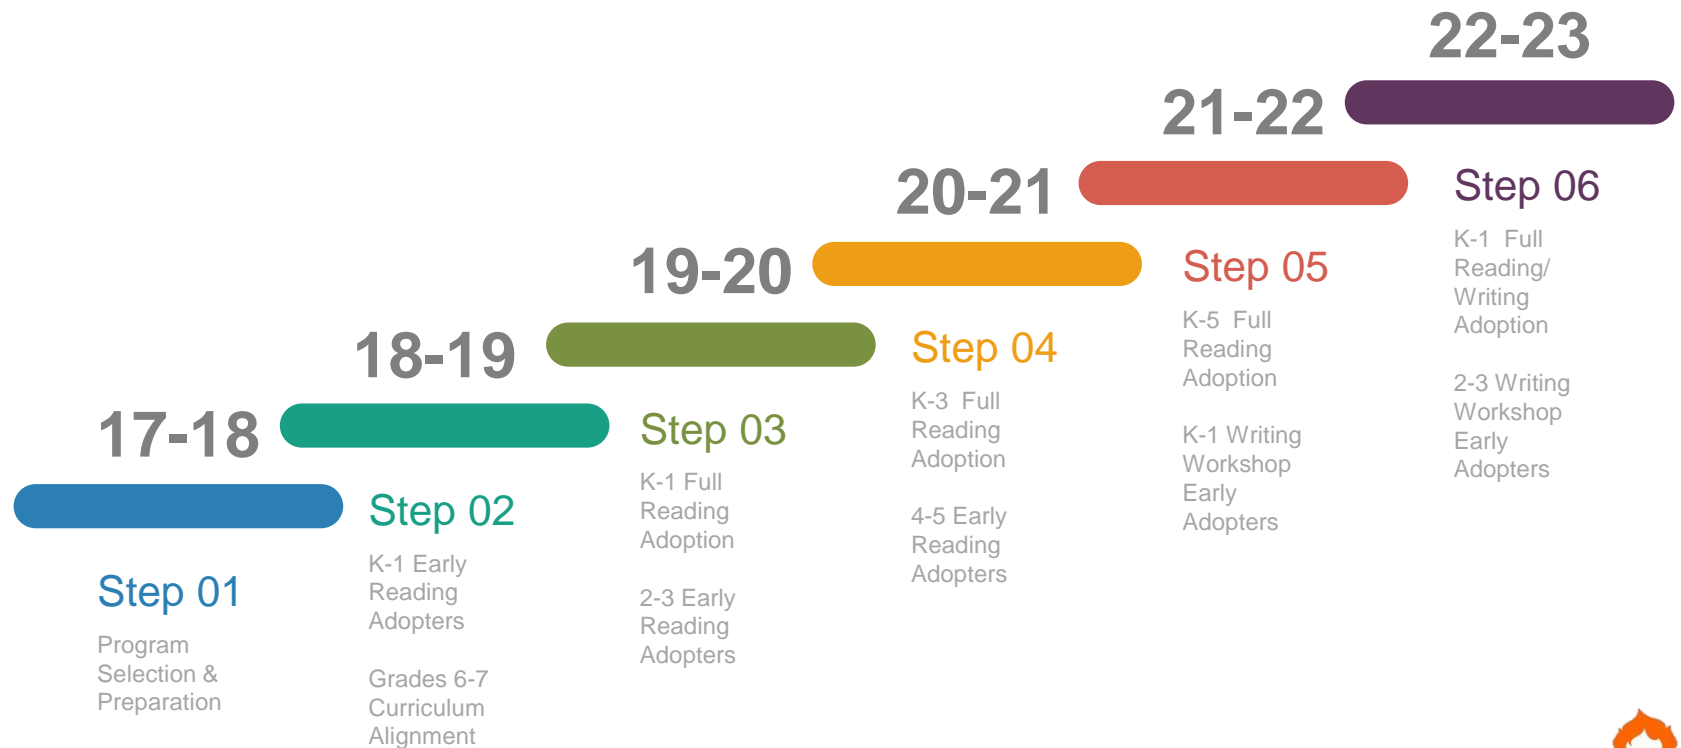 17-18
Step 01
Program
Selection &
Preparation
18-19
Step 02
K-1 Early
Reading
Adopters
Grades 6-7
Curriculum
Alignment
19-20
Step 03
K-1 Full
Reading
Adoption
2-3 Early
Reading
Adopters
20-21
Step 04
K-3 Full
Reading
Adoption
4-5 Early
Reading
Adopters
21-22
Step 05
K-5 Full
Reading
Adoption
K-1 Writing
Workshop
Early
Adopters
22-23
Step 06
K-1 Full
Reading/
Writing
Adoption
2-3 Writing
Workshop
Early
Adopters